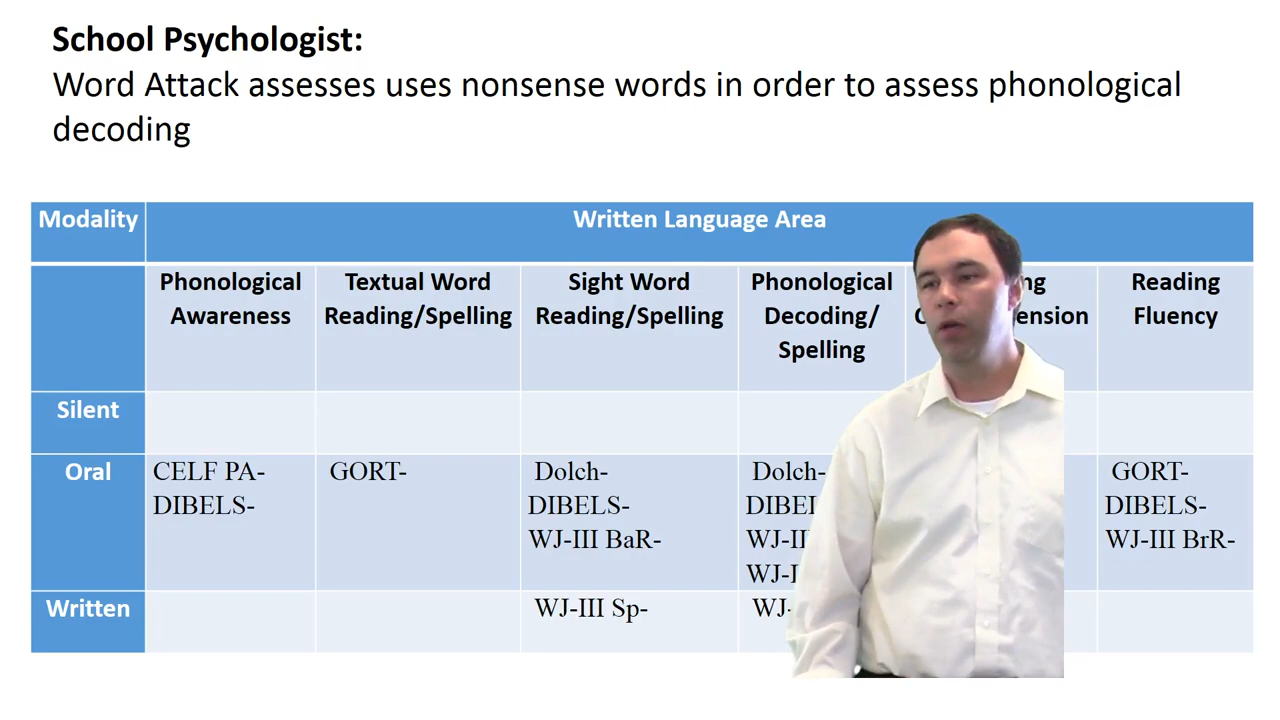 School Psychologist:
Word Attack assesses uses nonsense words in order to assess phonological
decoding
Modality Written Language Area
Phonological Awareness Textual Word Reading/Spelling Sight Word Reading/Spelling Phonological Decoding/ Spelling Reading Fluency
Silent
Oral CELF PA- GORT- Dolch- Dolch- GORT-
DIBELS- DIBELS- DIBELS-
WJ-III BaR- WJ-III BrR-
Written WJ-III Sp-